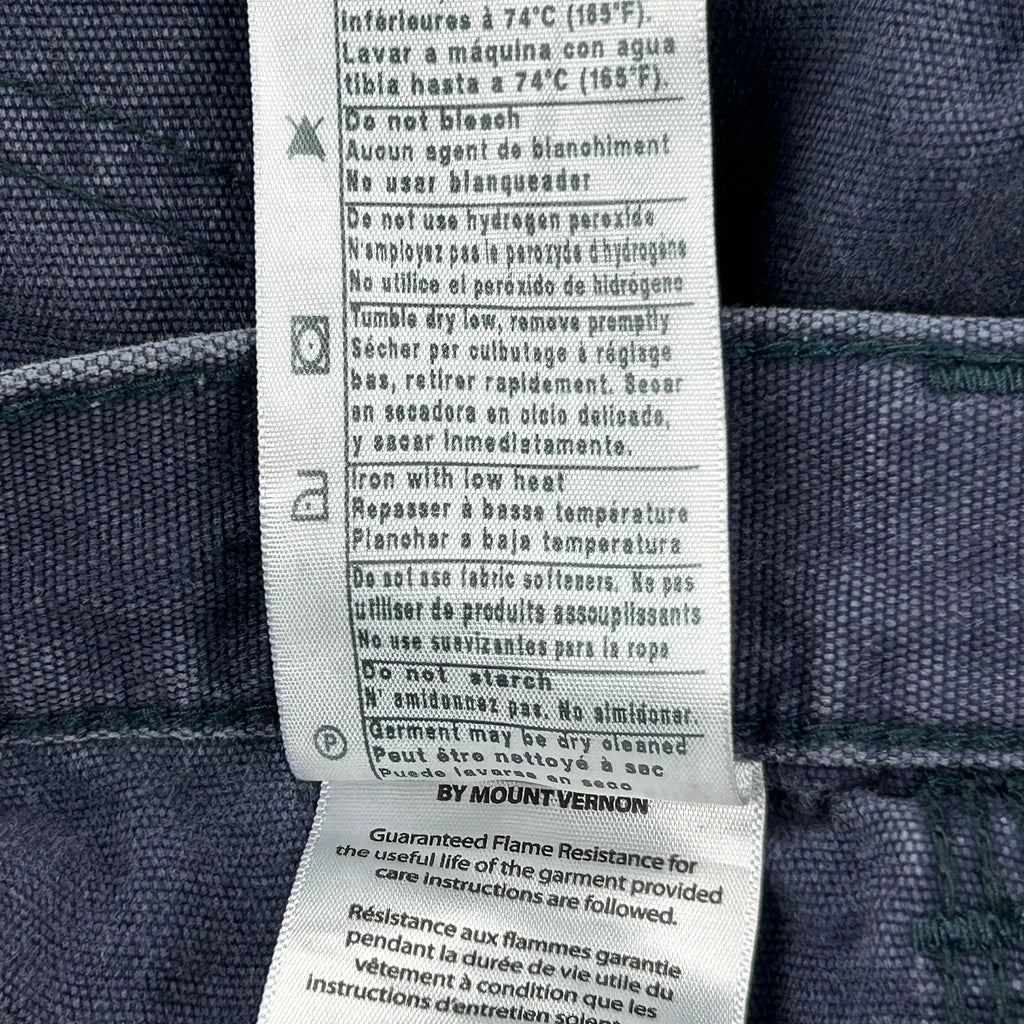 inférieures à 74°C (165°F).
Lavar a máquina con agua
tibia hasta a 74°C (165°F).
Do not bleach
Aucun agent de blanchiment
No usar blanqueador
Do not use hydrogen peroxide
N'employez pas le peroxyde d'hydrogène
No utilice el peróxido de hidrógeno
Tumble dry low, remove promptly
Sécher par culbutage à réglage
bas, retirer rapidement. Secar
en secadora en ciclo delicado,
y sacar inmediatamente.
Iron with low heat
Repasser à basse température
Planchar a baja temperatura
Do not use fabric softeners. Ne pas
utiliser de produits assouplissants
No use suavizantes para la ropa
Do not starch
N' amidonnez pas. No almidonar.
P
Garment may be dry cleaned
Peut être nettoyé à sec
Puede lavarse en seco
BY MOUNT VERNON
Guaranteed Flame Resistance for
the useful life of the garment provided
care instructions are followed.
Résistance aux flammes garantie
pendant la durée de vie utile du
vêtement à condition que les
instructions d'entretien soient